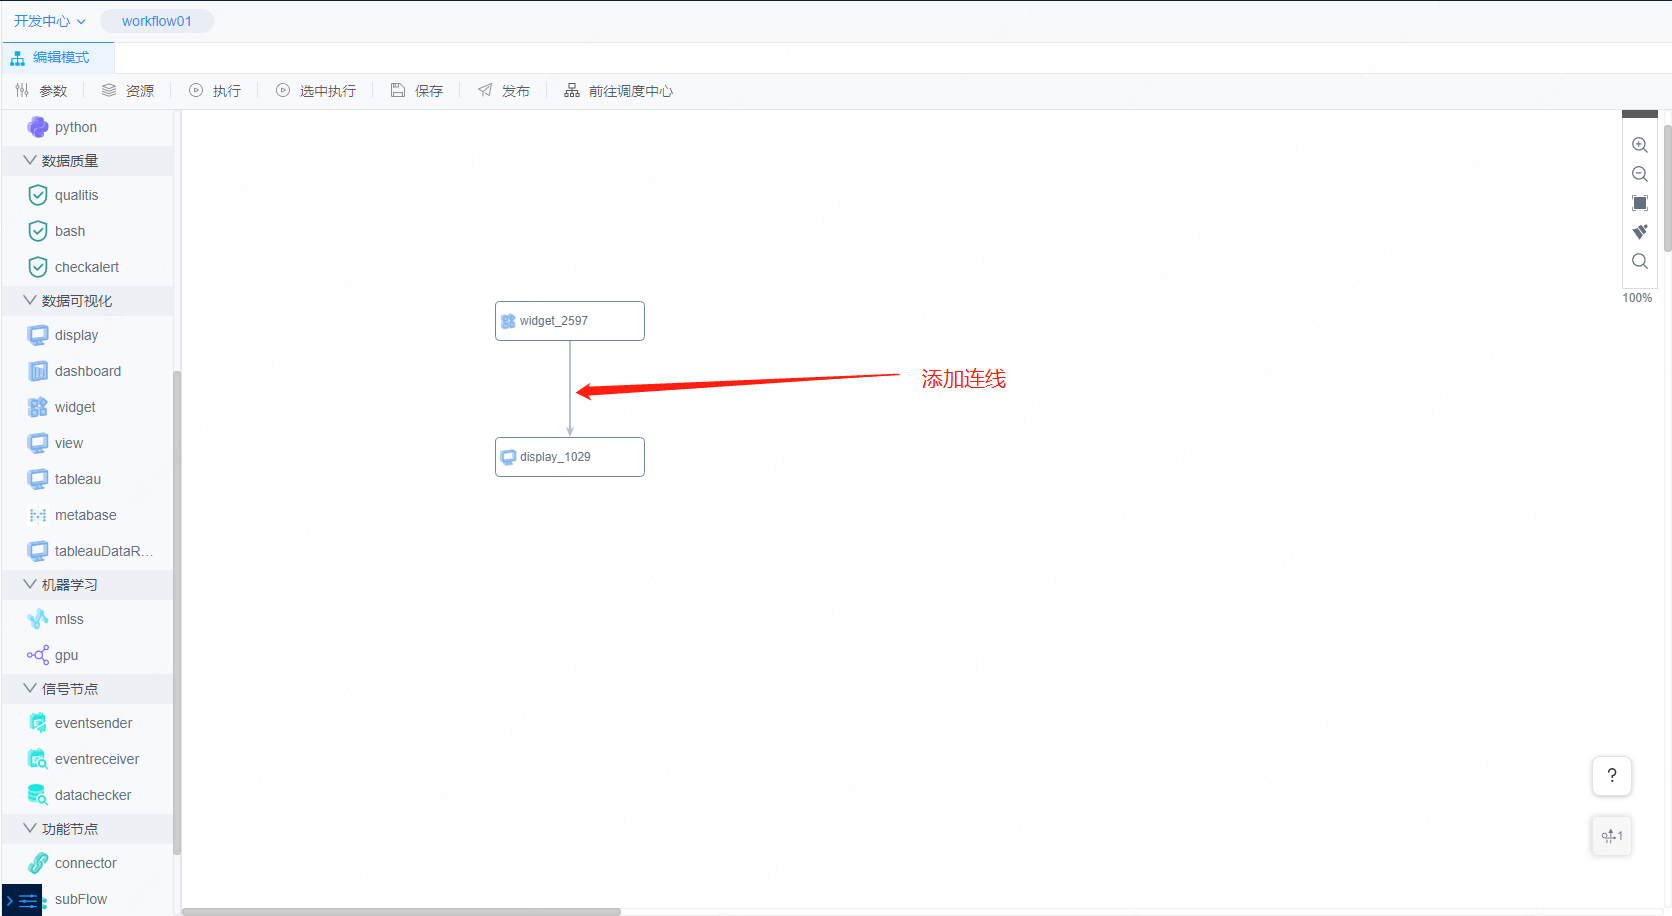 开发中心
workflow01
编辑模式
参数
资源
执行
选中执行
保存
发布
前往调度中心
python
数据质量
qualitis
bash
checkalert
数据可视化
display
dashboard
widget
view
tableau
metabase
tableauDataR...
机器学习
mlss
gpu
信号节点
eventsender
eventreceiver
datachecker
功能节点
connector
subFlow
widget_2597
添加连线
display_1029
100%
?
1